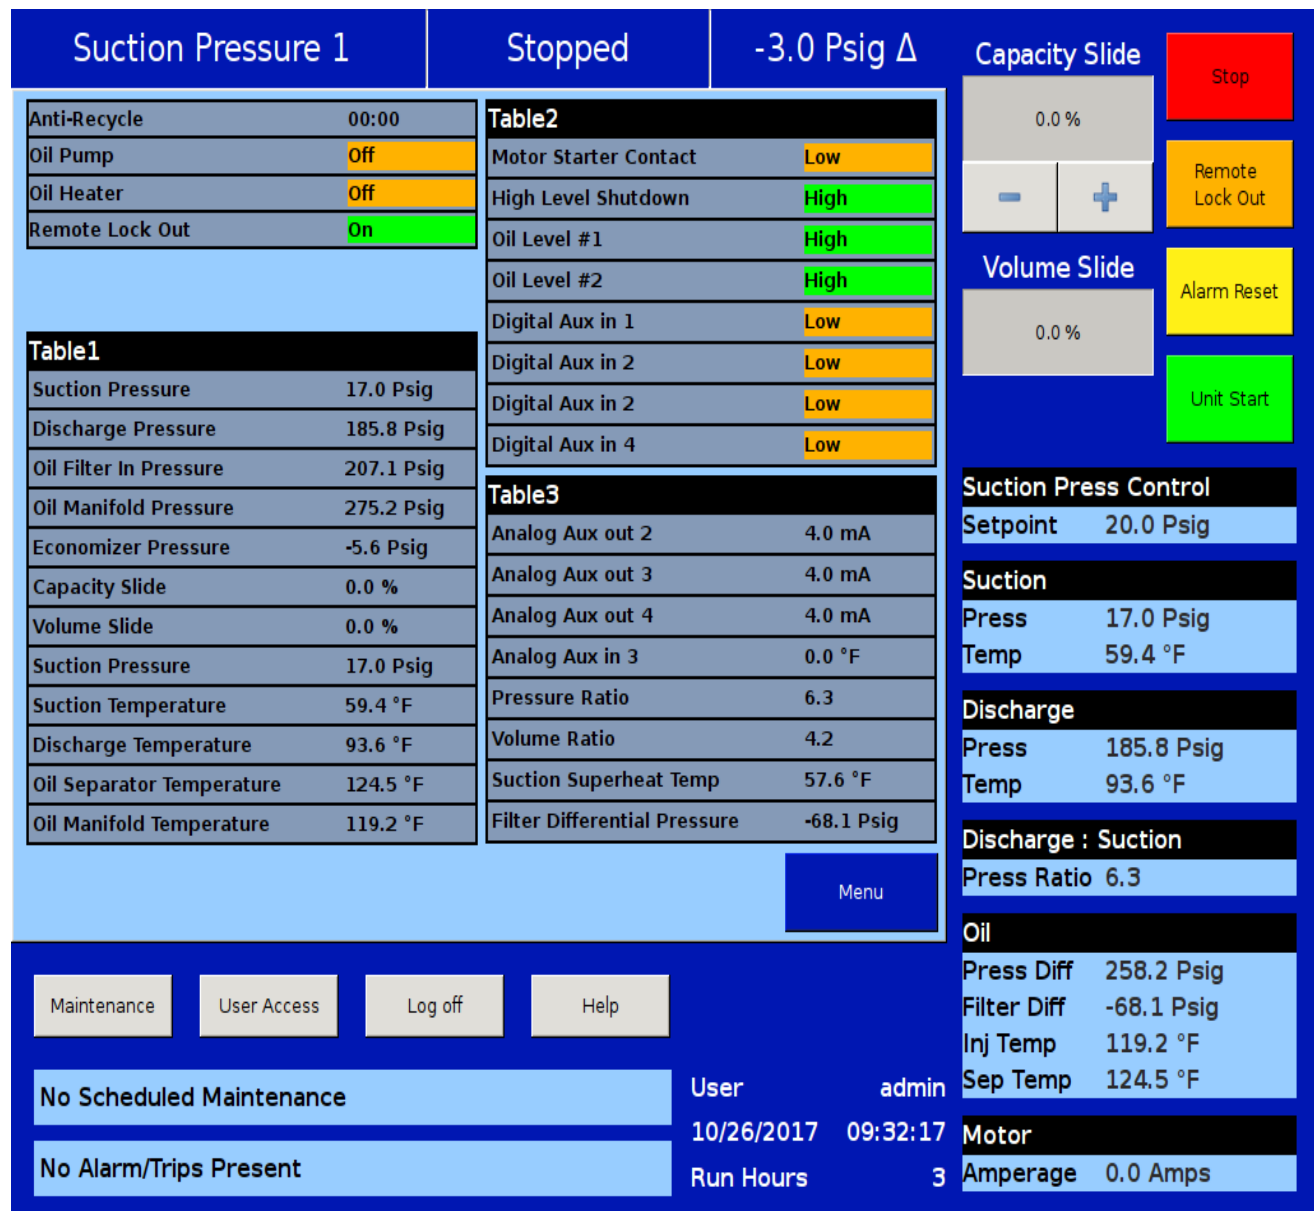 Suction Pressure 1 Stopped -3.0 Psig Δ
Anti-Recycle 00:00
Oil Pump Off
Oil Heater Off
Remote Lock Out On
Table1
Suction Pressure 17.0 Psig
Discharge Pressure 185.8 Psig
Oil Filter In Pressure 207.1 Psig
Oil Manifold Pressure 275.2 Psig
Economizer Pressure -5.6 Psig
Capacity Slide 0.0 %
Volume Slide 0.0 %
Suction Pressure 17.0 Psig
Suction Temperature 59.4 °F
Discharge Temperature 93.6 °F
Oil Separator Temperature 124.5 °F
Oil Manifold Temperature 119.2 °F
Table2
Motor Starter Contact Low
High Level Shutdown High
Oil Level #1 High
Oil Level #2 High
Digital Aux in 1 Low
Digital Aux in 2 Low
Digital Aux in 2 Low
Digital Aux in 4 Low
Table3
Analog Aux out 2 4.0 mA
Analog Aux out 3 4.0 mA
Analog Aux out 4 4.0 mA
Analog Aux in 3 0.0 °F
Pressure Ratio 6.3
Volume Ratio 4.2
Suction Superheat Temp 57.6 °F
Filter Differential Pressure -68.1 Psig
Menu
Capacity Slide
0.0 %
Volume Slide
0.0 %
Stop
Remote
Lock Out
Alarm Reset
Unit Start
Suction Press Control
Setpoint 20.0 Psig
Suction
Press 17.0 Psig
Temp 59.4 °F
Discharge
Press 185.8 Psig
Temp 93.6 °F
Discharge : Suction
Press Ratio 6.3
Oil
Press Diff 258.2 Psig
Filter Diff -68.1 Psig
Inj Temp 119.2 °F
Sep Temp 124.5 °F
Motor
Amperage 0.0 Amps
Maintenance User Access Log off Help
No Scheduled Maintenance
No Alarm/Trips Present
User admin
10/26/2017 09:32:17
Run Hours 3